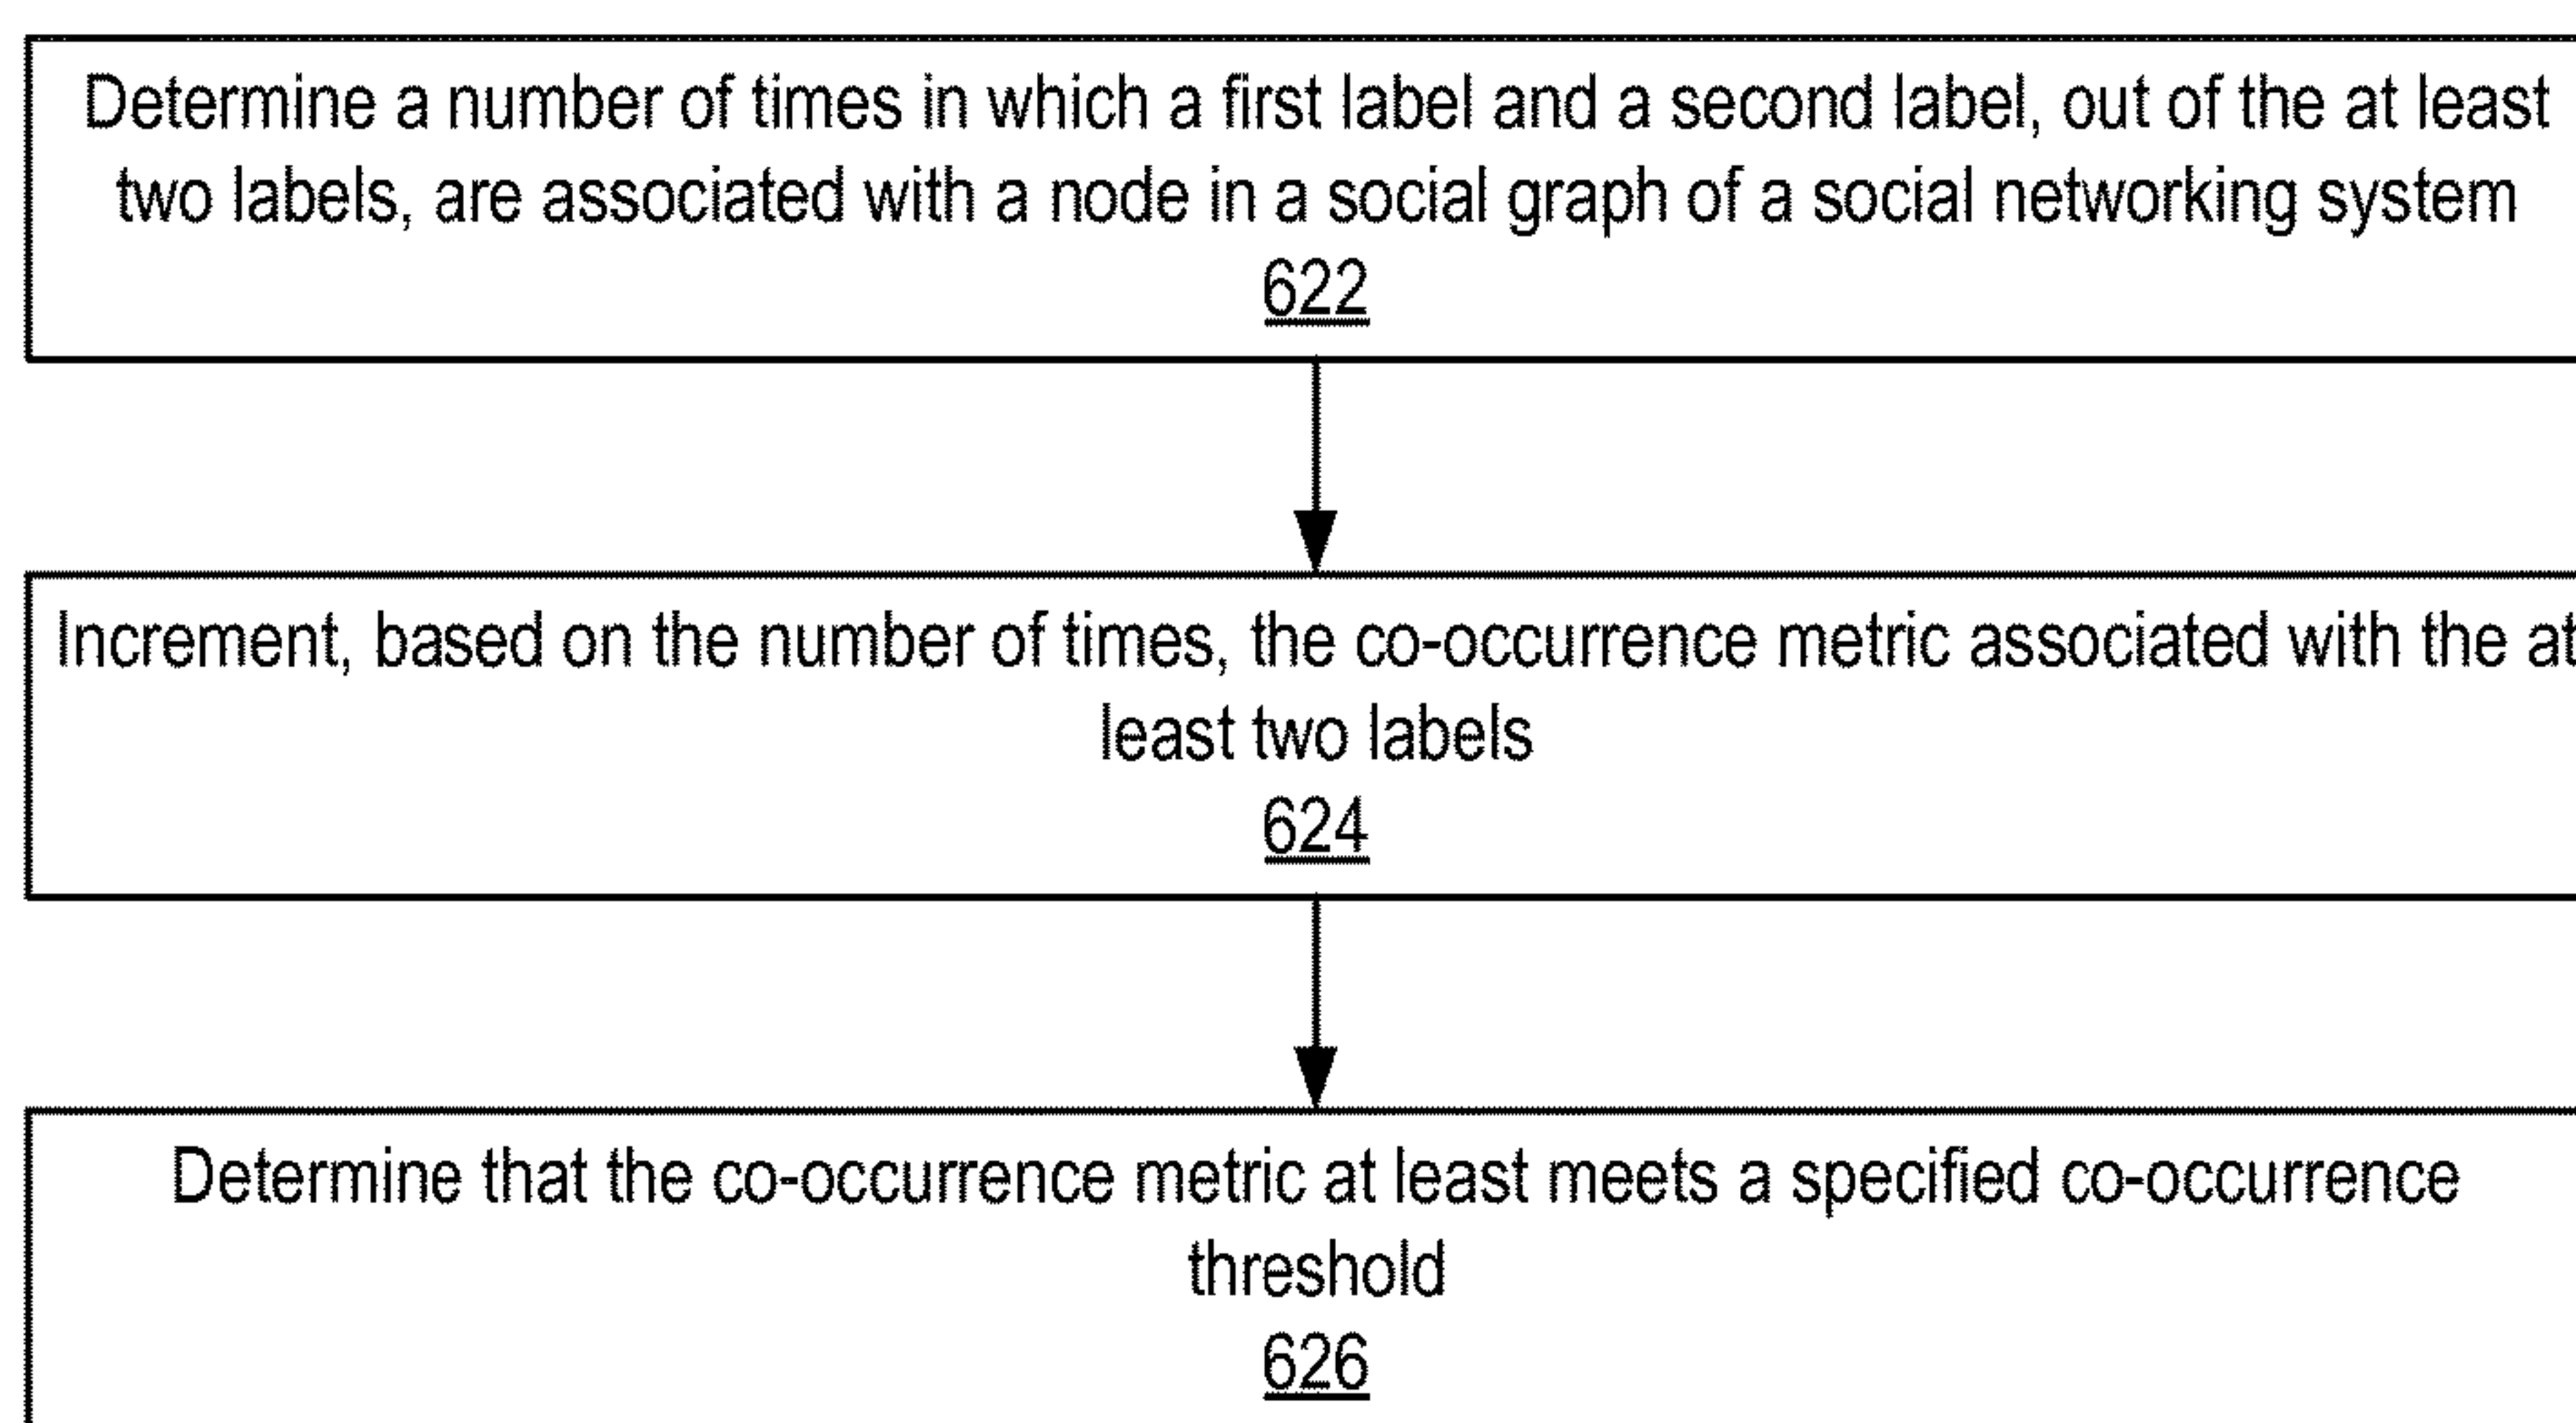 Determine a number of times in which a first label and a second label, out of the at least
two labels, are associated with a node in a social graph of a social networking system
622
Increment, based on the number of times, the co-occurrence metric associated with the at
least two labels
624
Determine that the co-occurrence metric at least meets a specified co-occurrence
threshold
626